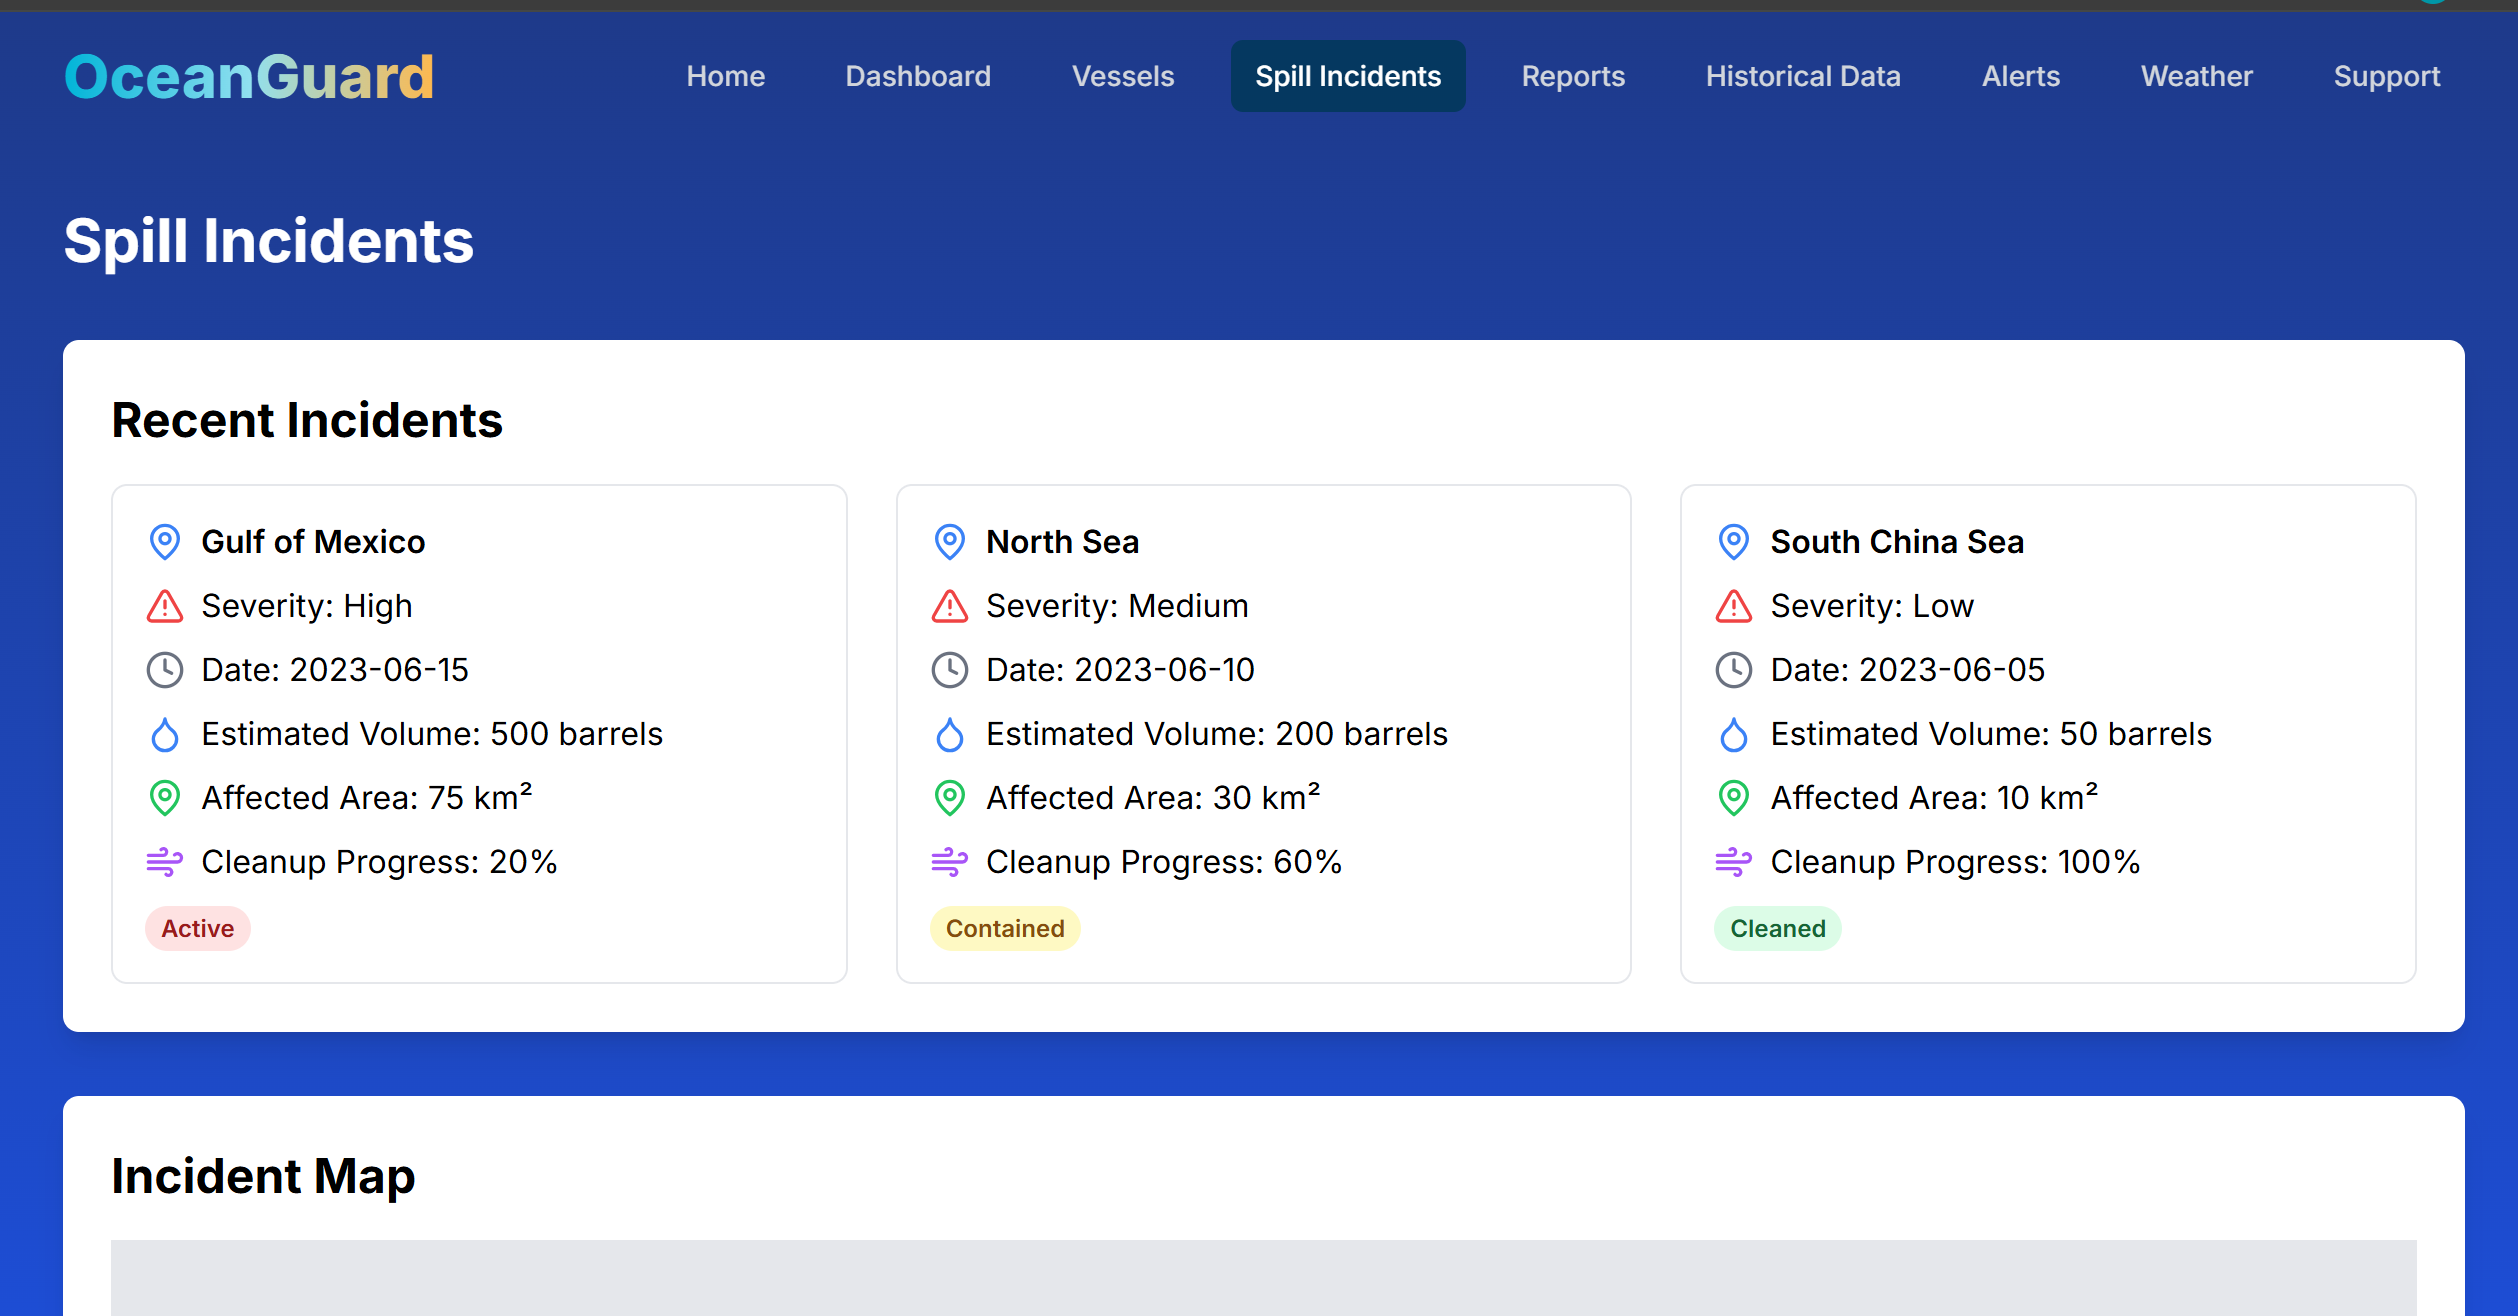 OceanGuard
Home Dashboard Vessels Spill Incidents Reports Historical Data Alerts Weather Support
Spill Incidents
Recent Incidents
Gulf of Mexico
Severity: High
Date: 2023-06-15
Estimated Volume: 500 barrels
Affected Area: 75 km²
Cleanup Progress: 20%
Active
North Sea
Severity: Medium
Date: 2023-06-10
Estimated Volume: 200 barrels
Affected Area: 30 km²
Cleanup Progress: 60%
Contained
South China Sea
Severity: Low
Date: 2023-06-05
Estimated Volume: 50 barrels
Affected Area: 10 km²
Cleanup Progress: 100%
Cleaned
Incident Map